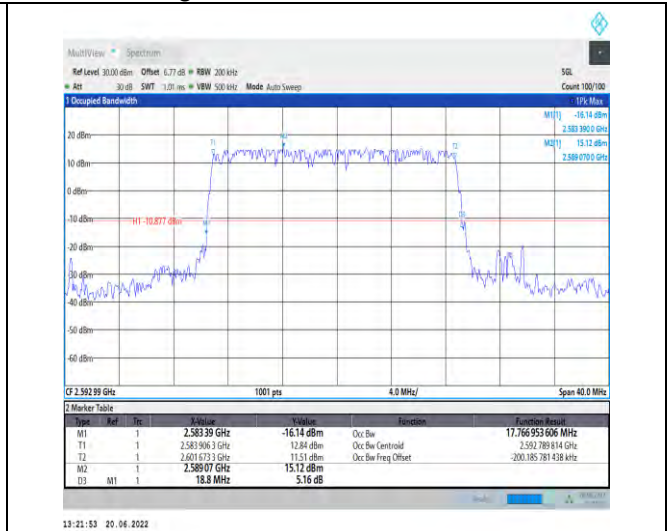 MultiView Spectrum
Ref Level 30.00 dBm Offset 6.77 dB RBW 200 kHz SGL
Att 30 dB SWT 1.01 ms VBW 500 kHz Mode Auto Sweep Count 100/100
1 Occupied Bandwidth 1Pk Max
M1[1] -16.14 dBm
2.583 390 0 GHz
M2[1] 15.12 dBm
2.589 070 0 GHz
20 dBm
10 dBm
0 dBm
-10 dBm
-20 dBm
-30 dBm
-40 dBm
-50 dBm
-60 dBm
T1
M2
T2
H1 -10.877 dBm
M1
D3
CF 2.592 99 GHz 1001 pts 4.0 MHz/ Span 40.0 MHz
2 Marker Table
Type Ref Trc X-Value Y-Value Function Function Result
M1 1 2.583 39 GHz -16.14 dBm Occ Bw 17.766 953 606 MHz
T1 1 2.583 906 3 GHz 12.84 dBm Occ Bw Centroid 2.592 789 814 GHz
T2 1 2.601 673 3 GHz 11.51 dBm Occ Bw Freq Offset -200.185 781 438 kHz
M2 1 2.589 07 GHz 15.12 dBm
D3 M1 1 18.8 MHz 5.16 dB
13:21:53 20.06.2022